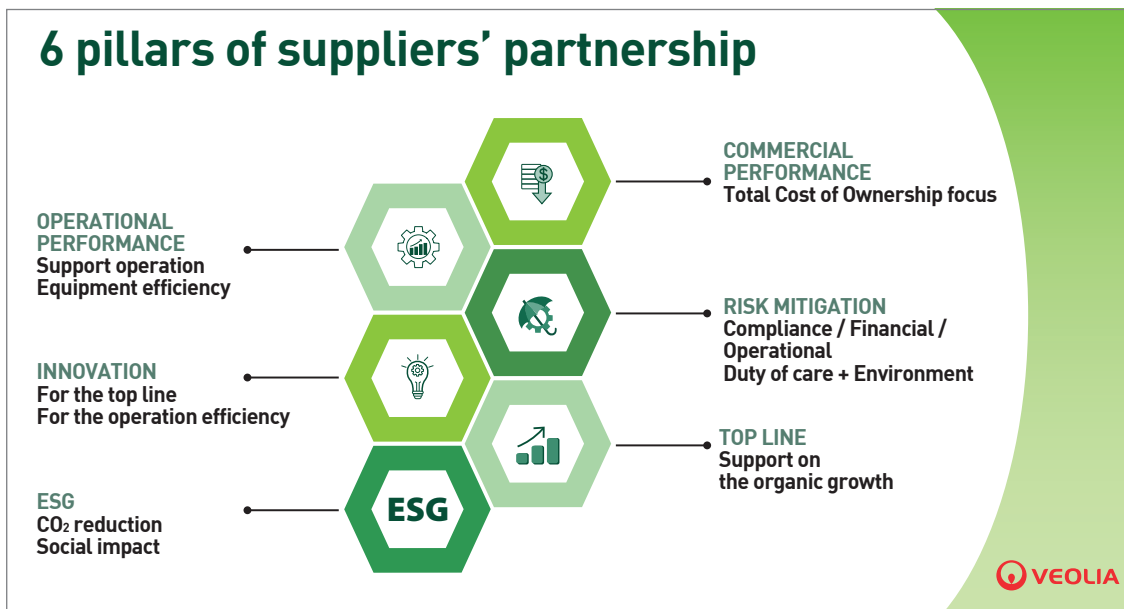 6 pillars of suppliers’ partnership
COMMERCIAL
PERFORMANCE
Total Cost of Ownership focus
OPERATIONAL
PERFORMANCE
Support operation
Equipment efficiency
RISK MITIGATION
Compliance / Financial /
Operational
Duty of care + Environment
INNOVATION
For the top line
For the operation efficiency
TOP LINE
Support on
the organic growth
ESG
CO₂ reduction
Social impact
ESG
$
VEOLIA